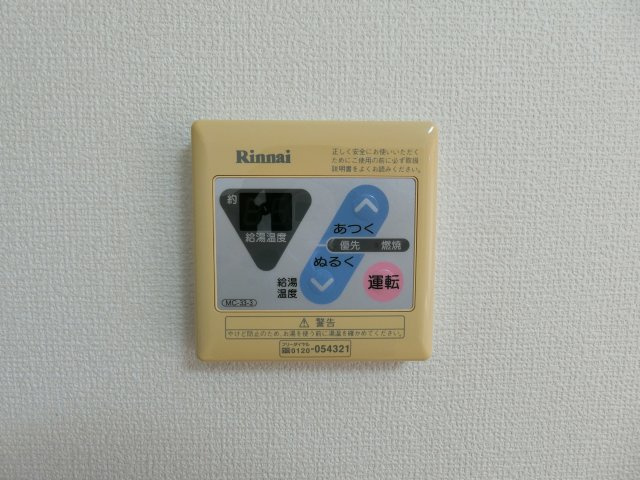 Rinnai
正しく安全にお使いいただく
ためにご使用の前に必ず取扱
説明書をよくお読みください。
約
給湯温度
あつく
優先 燃焼
ぬるく
給湯
温度
運転
MC-33-3
警告
やけど防止のため、お湯を使う前に湯温を確かめてください。
フリーダイヤル
0120-054321